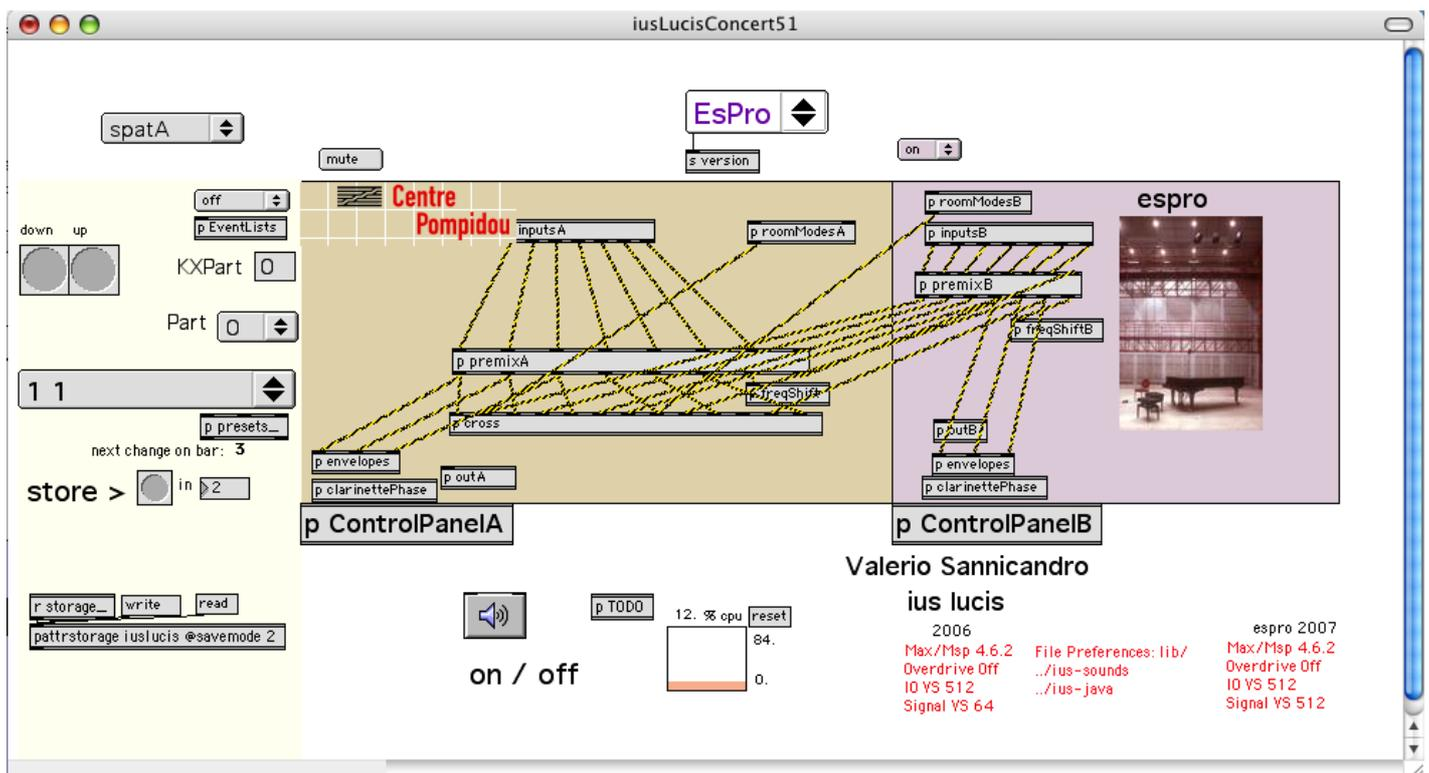 iusLucisConcert51
EsPro
spatA
s version
on
mute
off
p EventLists
down up
KXPart 0
Part 0
1 1
p presets_
next change on bar: 3
store >
in 2
r storage_
write
read
pattrstorage iuslucis @savemode 2
Centre
Pompidou
inputsA
p roomModesA
p premixA
p freqShift
p cross
p envelopes
p outA
p clarinettePhase
p ControlPanelA
p roomModesB
espro
p inputsB
p premixB
p freqShiftB
p outB
p envelopes
p clarinettePhase
p ControlPanelB
Valerio Sannicandro
ius lucis
on / off
p TODO
12. % cpu
reset
84.
0.
2006
Max/Msp 4.6.2
Overdrive Off
IO VS 512
Signal VS 64
File Preferences: lib/
../ius-sounds
../ius-java
espro 2007
Max/Msp 4.6.2
Overdrive Off
IO VS 512
Signal VS 512